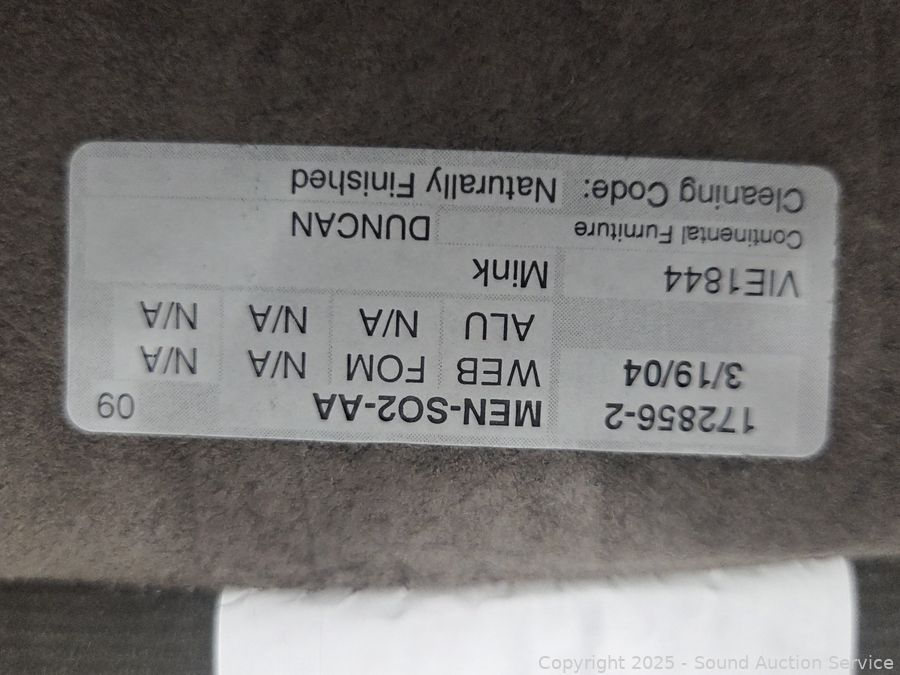 172856-2 MEN-SO2-AA 09
3/19/04 WEB FOM N/A N/A
ALU N/A N/A N/A
VIE1844 Mink
Continental Furniture DUNCAN
Cleaning Code: Naturally Finished
Copyright 2025 - Sound Auction Service